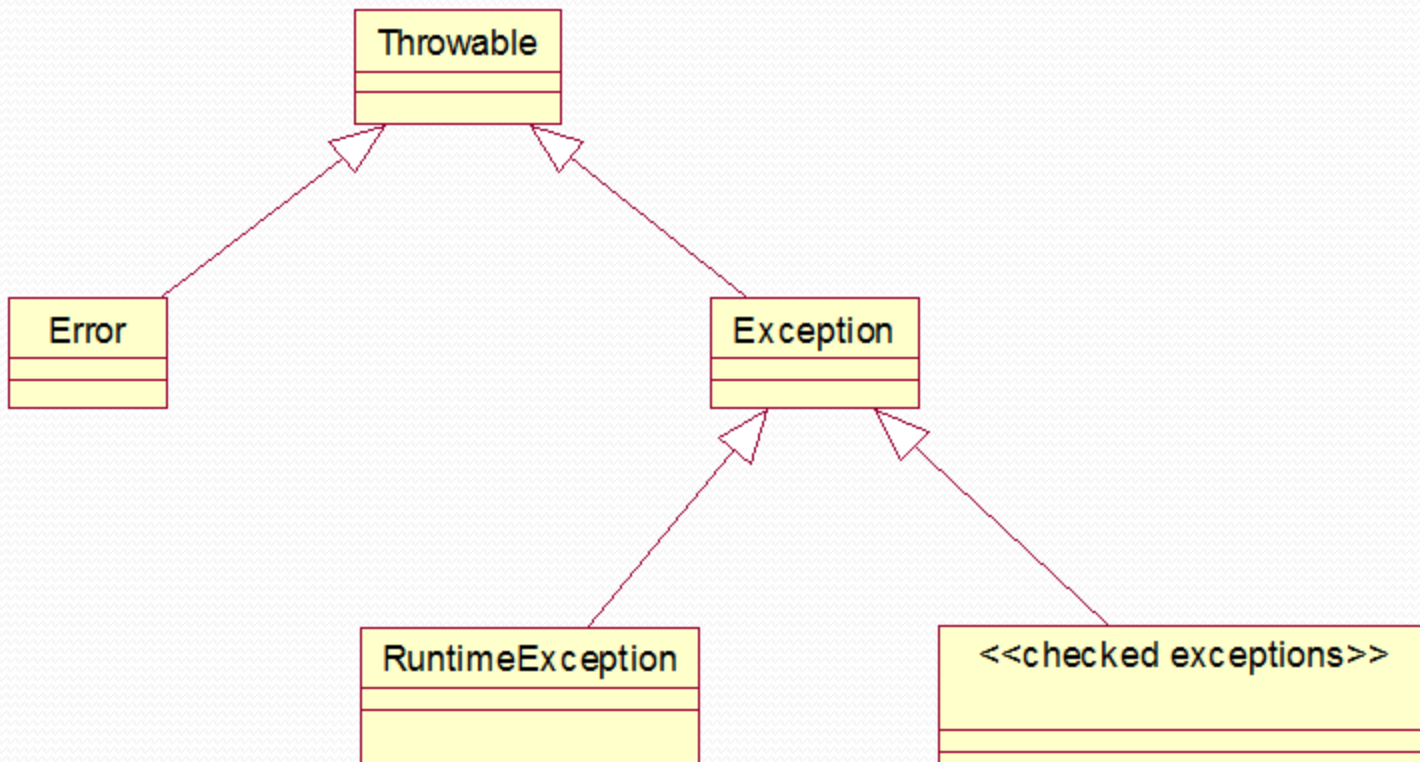 Throwable
Error
Exception
RuntimeException
<<checked exceptions>>